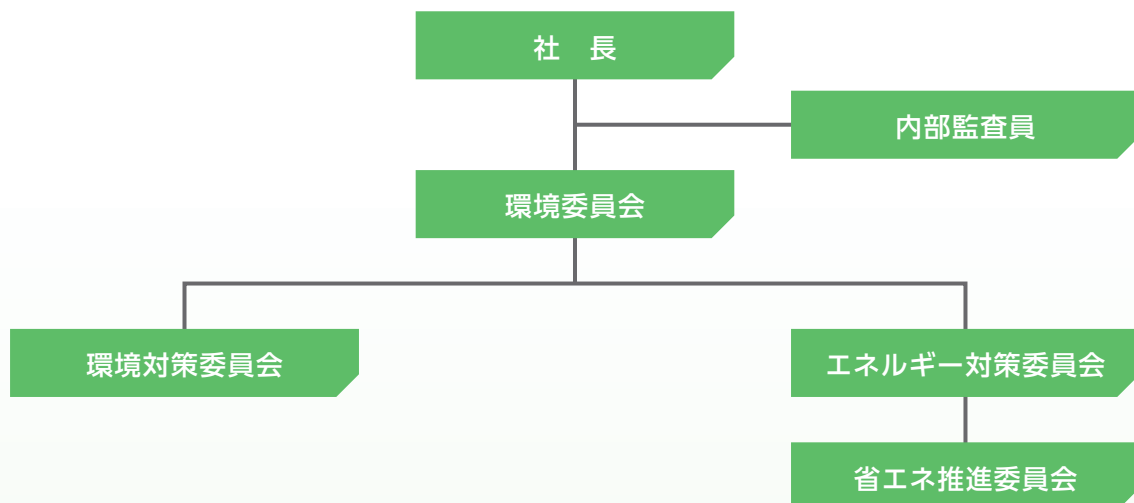 社　長
内部監査員
環境委員会
環境対策委員会
エネルギー対策委員会
省エネ推進委員会